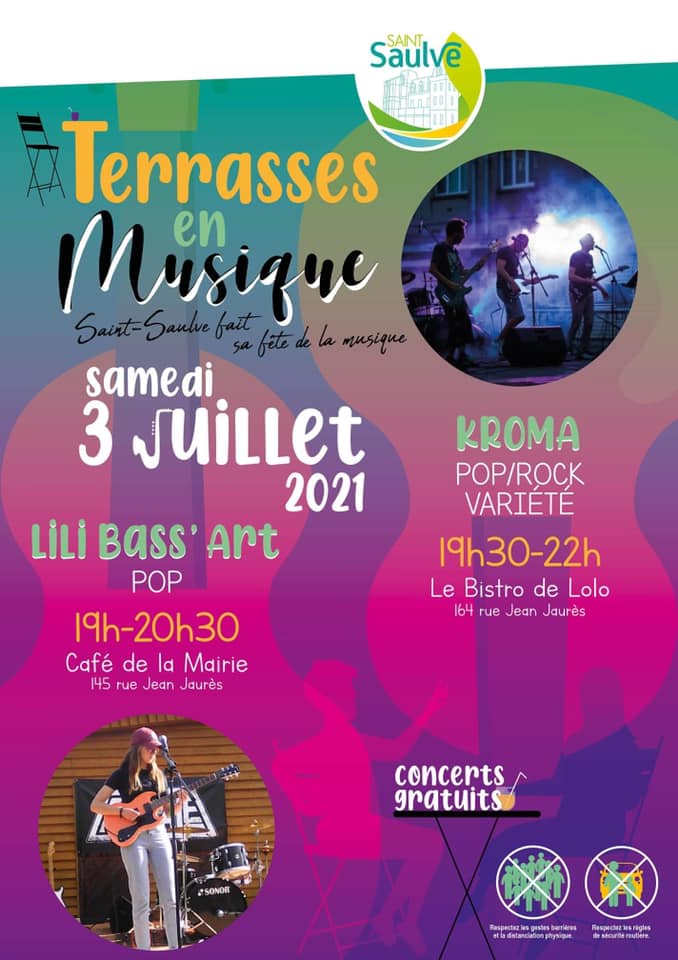 SAINT
Saulve
Terrasses
en
Musique
Saint-Saulve fait
sa fête de la musique
samedi
3 Juillet
2021
KROMA
POP/ROCK
VARIÉTÉ
19h30-22h
Le Bistro de Lolo
164 rue Jean Jaurès
LiLi Bass' Art
POP
19h-20h30
Café de la Mairie
145 rue Jean Jaurès
SONOR
concerts
gratuits
Respectez les gestes barrières
et la distanciation physique.
Respectez les règles
de sécurité routière.